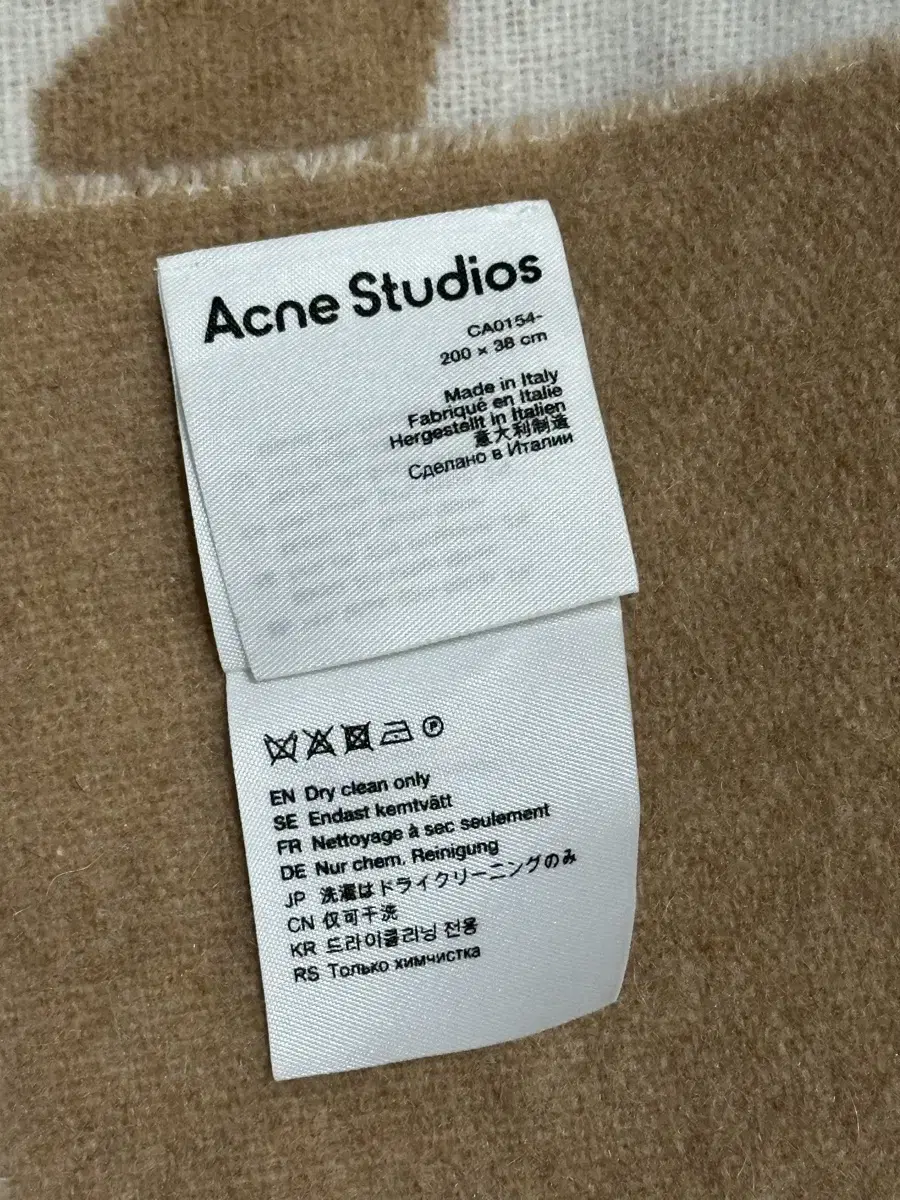 Acne Studios
CA0154-
200 × 38 cm
Made in Italy
Fabriqué en Italie
Hergestellt in Italien
意大利制造
Сделано в Италии
P
EN Dry clean only
SE Endast kemtvätt
FR Nettoyage à sec seulement
DE Nur chem. Reinigung
JP 洗濯はドライクリーニングのみ
CN 仅可干洗
KR 드라이클리닝 전용
RS Только химчистка